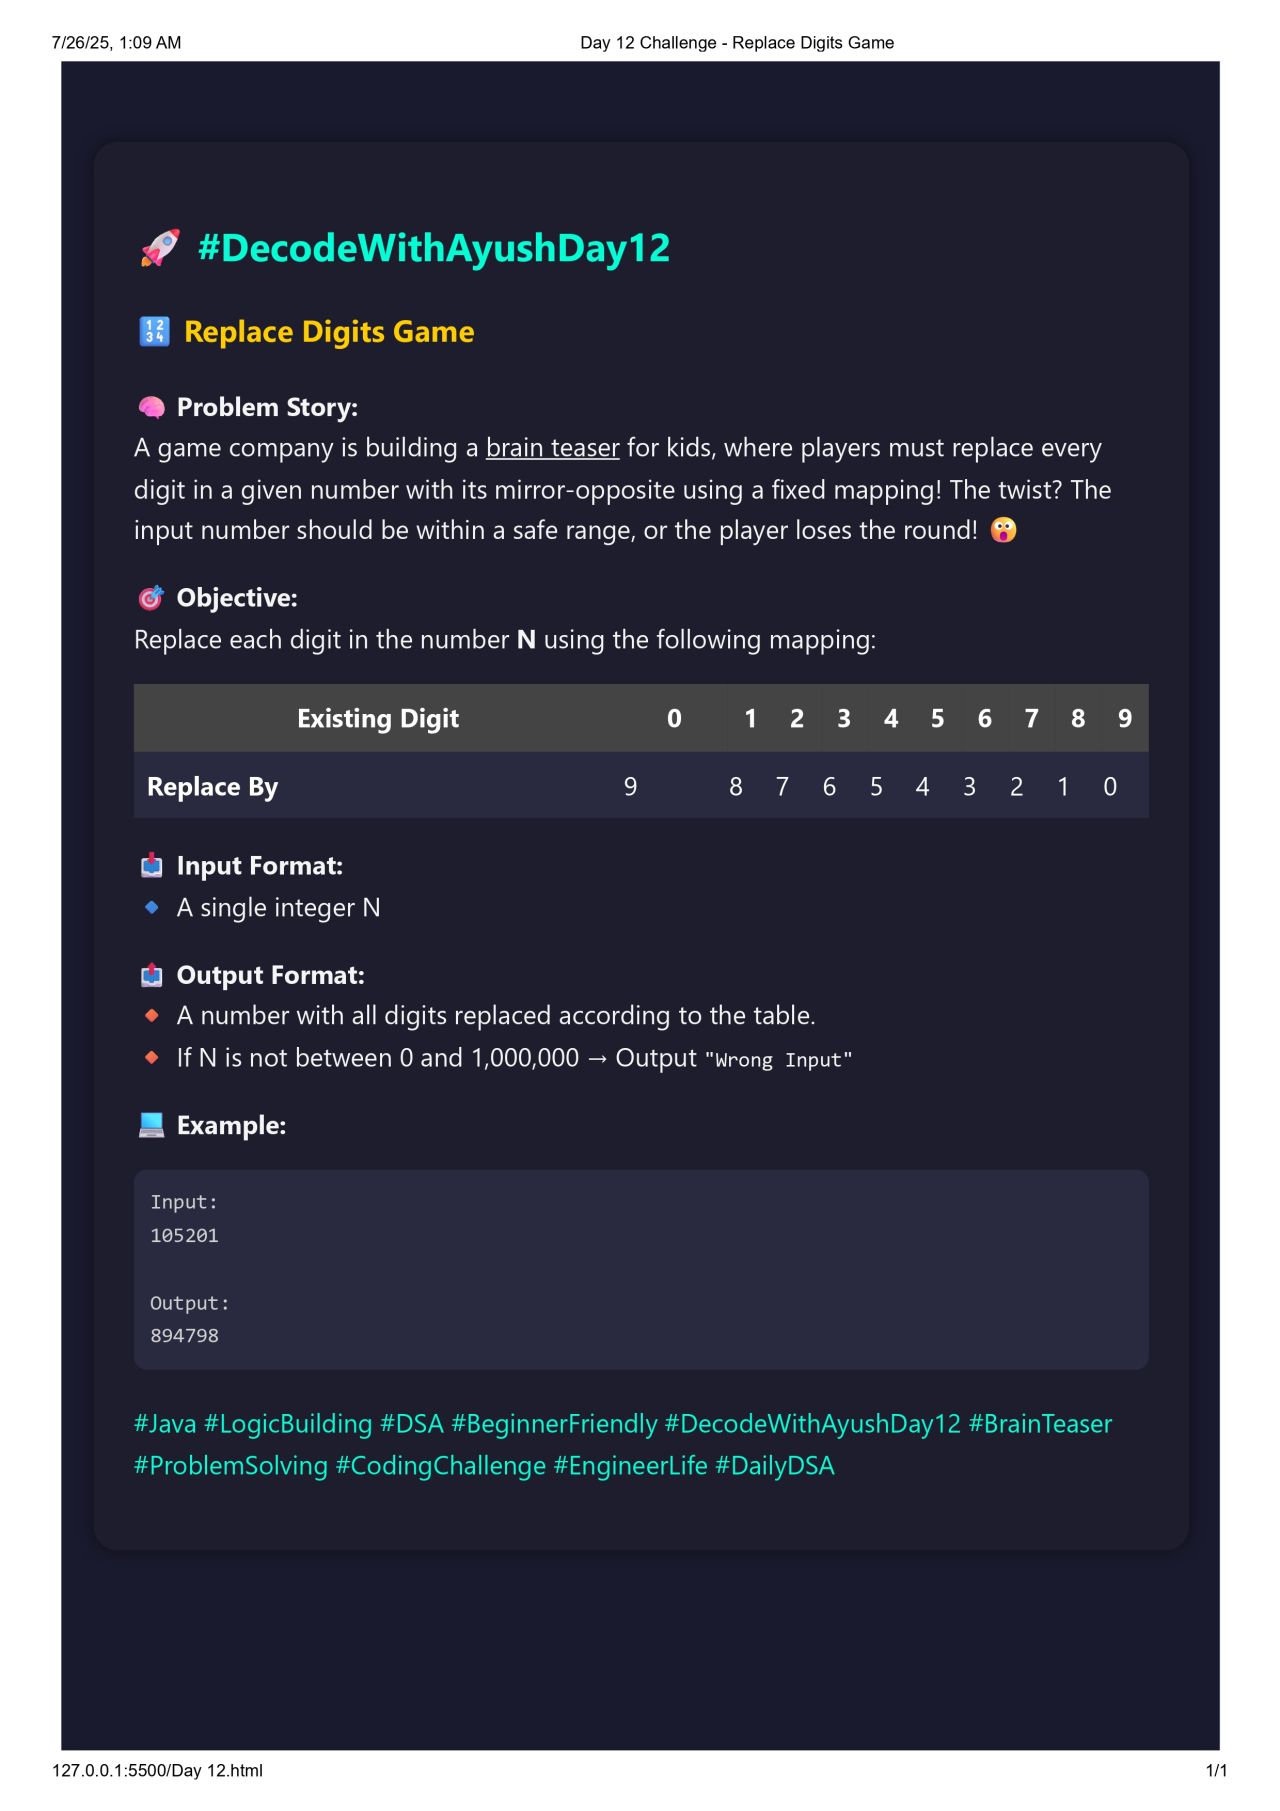 7/26/25, 1:09 AM
Day 12 Challenge - Replace Digits Game
🚀 #DecodeWithAyushDay12
🔢 Replace Digits Game
🧠 Problem Story:
A game company is building a brain teaser for kids, where players must replace every
digit in a given number with its mirror-opposite using a fixed mapping! The twist? The
input number should be within a safe range, or the player loses the round! 😲
🎯 Objective:
Replace each digit in the number N using the following mapping:
Existing Digit 0 1 2 3 4 5 6 7 8 9
Replace By 9 8 7 6 5 4 3 2 1 0
📥 Input Format:
🔹 A single integer N
📤 Output Format:
🔸 A number with all digits replaced according to the table.
🔸 If N is not between 0 and 1,000,000 → Output "Wrong Input"
💻 Example:
Input:
105201
Output:
894798
#Java #LogicBuilding #DSA #BeginnerFriendly #DecodeWithAyushDay12 #BrainTeaser
#ProblemSolving #CodingChallenge #EngineerLife #DailyDSA
127.0.0.1:5500/Day 12.html
1/1